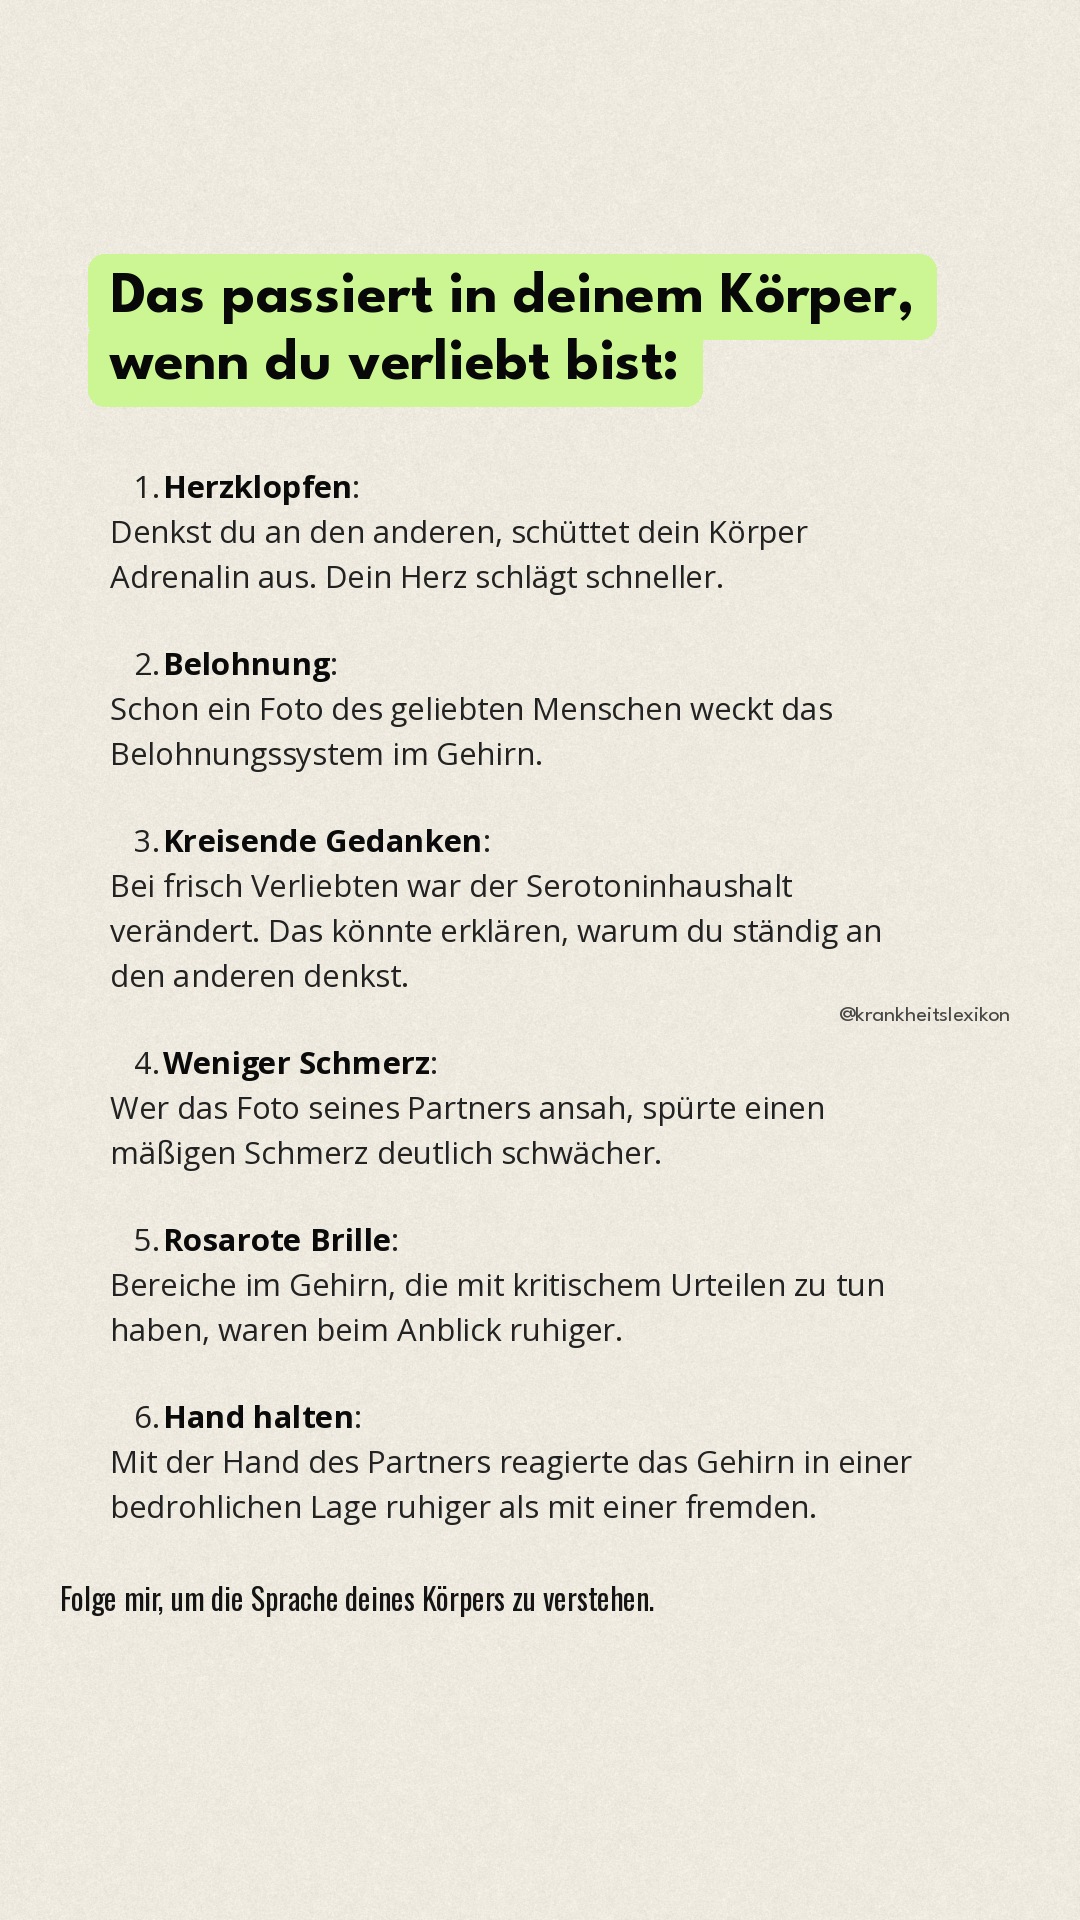 Das passiert in deinem Körper,
wenn du verliebt bist:
1. Herzklopfen:
Denkst du an den anderen, schüttet dein Körper
Adrenalin aus. Dein Herz schlägt schneller.
2. Belohnung:
Schon ein Foto des geliebten Menschen weckt das
Belohnungssystem im Gehirn.
3. Kreisende Gedanken:
Bei frisch Verliebten war der Serotoninhaushalt
verändert. Das könnte erklären, warum du ständig an
den anderen denkst.
@krankheitslexikon
4. Weniger Schmerz:
Wer das Foto seines Partners ansah, spürte einen
mäßigen Schmerz deutlich schwächer.
5. Rosarote Brille:
Bereiche im Gehirn, die mit kritischem Urteilen zu tun
haben, waren beim Anblick ruhiger.
6. Hand halten:
Mit der Hand des Partners reagierte das Gehirn in einer
bedrohlichen Lage ruhiger als mit einer fremden.
Folge mir, um die Sprache deines Körpers zu verstehen.